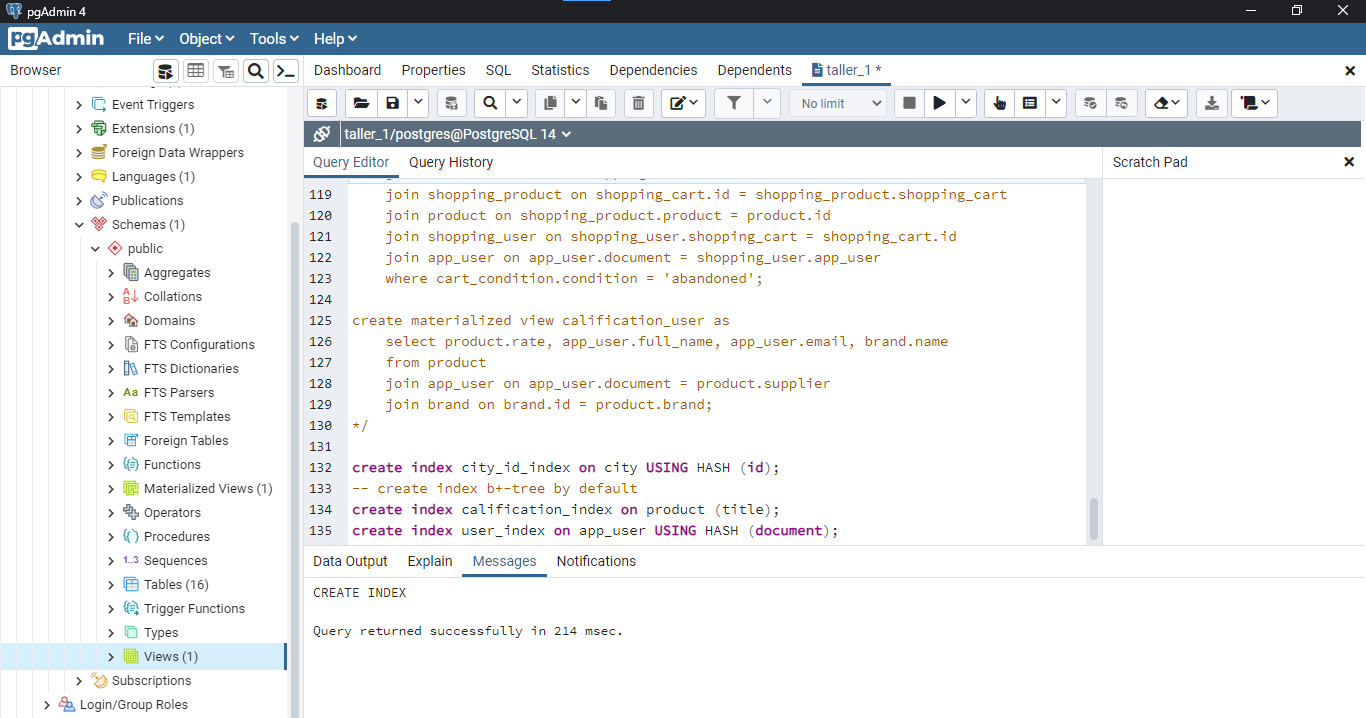 pgAdmin 4
pgAdmin File Object Tools Help
Browser
Dashboard Properties SQL Statistics Dependencies Dependents taller_1 *
No limit
taller_1/postgres@PostgreSQL 14
Query Editor Query History
Scratch Pad
Event Triggers
Extensions (1)
Foreign Data Wrappers
Languages (1)
Publications
Schemas (1)
public
Aggregates
Collations
Domains
FTS Configurations
FTS Dictionaries
Aa FTS Parsers
FTS Templates
Foreign Tables
Functions
Materialized Views (1)
Operators
Procedures
1..3 Sequences
Tables (16)
Trigger Functions
Types
Views (1)
Subscriptions
Login/Group Roles
119 join shopping_product on shopping_cart.id = shopping_product.shopping_cart
120 join product on shopping_product.product = product.id
121 join shopping_user on shopping_user.shopping_cart = shopping_cart.id
122 join app_user on app_user.document = shopping_user.app_user
123 where cart_condition.condition = 'abandoned';
124
125 create materialized view calification_user as
126 select product.rate, app_user.full_name, app_user.email, brand.name
127 from product
128 join app_user on app_user.document = product.supplier
129 join brand on brand.id = product.brand;
130 */
131
132 create index city_id_index on city USING HASH (id);
133 -- create index b+-tree by default
134 create index calification_index on product (title);
135 create index user_index on app_user USING HASH (document);
Data Output Explain Messages Notifications
CREATE INDEX
Query returned successfully in 214 msec.